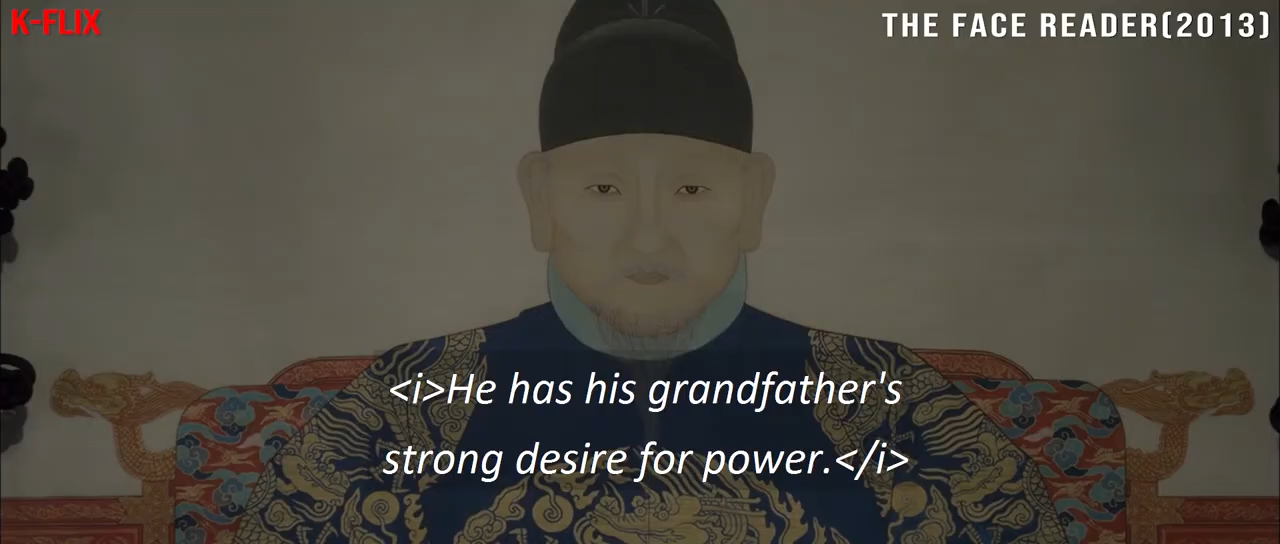 K-FLIX
THE FACE READER(2013)
<i>He has his grandfather's
strong desire for power.</i>